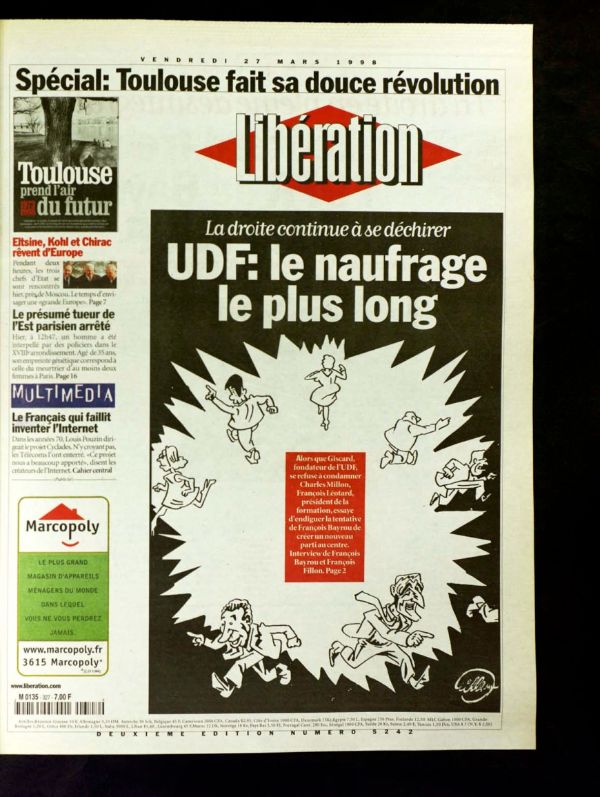 VENDREDI 27 MARS 1998
Spécial: Toulouse fait sa douce révolution
Toulouse
prend l'air
du futur
Eltsine, Kohl et Chirac
rêvent d'Europe
Pendant deux
heures, les trois
chefs d'Etat se
sont rencontrés
hier, près de Moscou. Le temps d'envi-
sager une «grande Europe». Page 7
Le présumé tueur de
l'Est parisien arrêté
Hier, à 12h47, un homme a été
interpellé par des policiers dans le
XVIIIe arrondissement. Agé de 35 ans,
son empreinte génétique correspond à
celle du meurtrier d'au moins deux
femmes à Paris. Page 16
MULTIMEDIA
Le Français qui faillit
inventer l'Internet
Dans les années 70, Louis Pouzin diri-
geait le projet Cyclades. N'y croyant pas,
les Télécoms l'ont enterré. «Ce projet
nous a beaucoup apporté», disent les
créateurs de l'Internet. Cahier central
Marcopoly
LE PLUS GRAND
MAGASIN D'APPAREILS
MÉNAGERS DU MONDE
DANS LEQUEL
VOUS NE VOUS PERDREZ
JAMAIS.
www.marcopoly.fr
3615 Marcopoly*
www.liberation.com
M 0135 - 327 - 7,00 F
Libération
La droite continue à se déchirer
UDF: le naufrage
le plus long
Alors que Giscard,
fondateur de l'UDF,
se refuse à condamner
Charles Millon,
François Léotard,
président de la
formation, essaye
d'endiguer la tentative
de François Bayrou de
créer un nouveau
parti au centre.
Interview de François
Bayrou et François
Fillon. Page 2
Willem
DEUXIEME EDITION NUMERO 5242